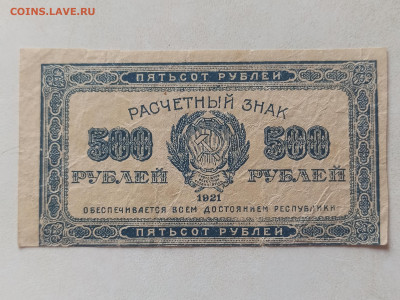 COINS.LAVE.RU
ПЯТЬСОТ РУБЛЕЙ
РАСЧЕТНЫЙ ЗНАК
500 500
РУБЛЕЙ РУБЛЕЙ
1921
ОБЕСПЕЧИВАЕТСЯ ВСЕМ ДОСТОЯНИЕМ РЕСПУБЛИКИ
ПЯТЬСОТ РУБЛЕЙ